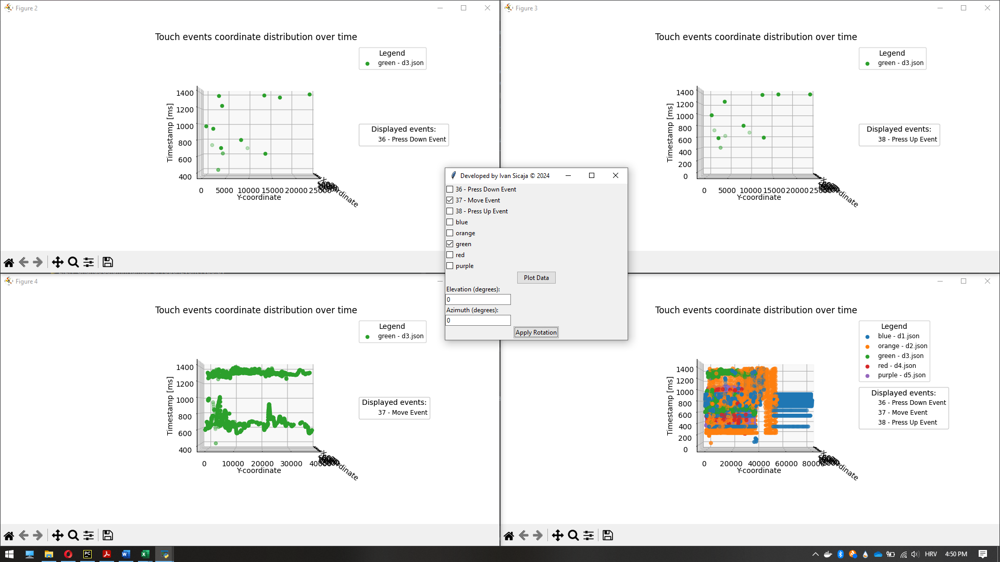 Figure 2
Touch events coordinate distribution over time
Legend
green - d3.json
Displayed events:
36 - Press Down Event
Timestamp [ms]
1400
1200
1000
800
600
400
0
5000
10000
15000
20000
25000
Y-coordinate
X-coordinate
Figure 3
Touch events coordinate distribution over time
Legend
green - d3.json
Displayed events:
38 - Press Up Event
Timestamp [ms]
1400
1200
1000
800
600
400
200
0
0
5000
10000
15000
20000
25000
Y-coordinate
X-coordinate
Developed by Ivan Sicaja © 2024
36 - Press Down Event
37 - Move Event
38 - Press Up Event
blue
orange
green
red
purple
Plot Data
Elevation (degrees):
0
Azimuth (degrees):
0
Apply Rotation
Figure 4
Touch events coordinate distribution over time
Legend
green - d3.json
Displayed events:
37 - Move Event
Timestamp [ms]
1400
1200
1000
800
600
400
0
10000
20000
30000
40000
Y-coordinate
X-coordinate
Touch events coordinate distribution over time
Legend
blue - d1.json
orange - d2.json
green - d3.json
red - d4.json
purple - d5.json
Displayed events:
36 - Press Down Event
37 - Move Event
38 - Press Up Event
Timestamp [ms]
1400
1200
1000
800
600
400
200
0
0
20000
40000
60000
80000
Y-coordinate
X-coordinate
HRV
4:50 PM